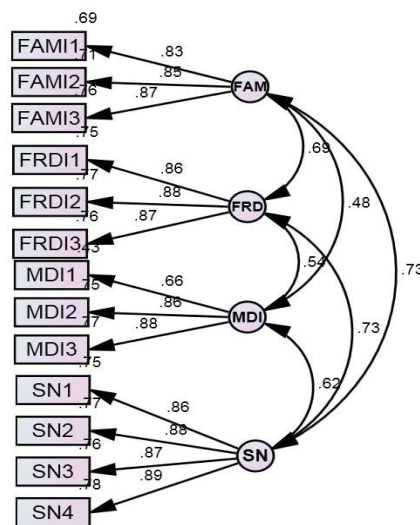 .69
FAMI1
.83
.71
FAMI2
.85
FAM
.76
FAMI3
.87
.75
FRDI1
.86
.69
.77
FRDI2
.88
FRD
.48
.76
FRDI3
.87
.43
MDI1
.66
.54
.73
.75
MDI2
.86
MDI
.77
MDI3
.88
.73
.75
SN1
.86
.62
.77
SN2
.88
SN
.76
SN3
.87
.78
SN4
.89